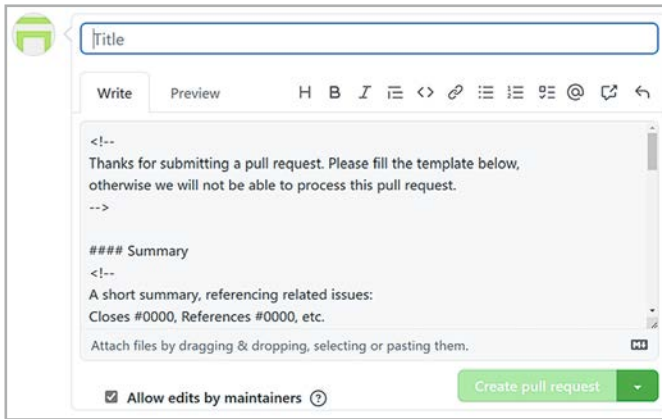 Title
Write Preview H B I <> @
<!--
Thanks for submitting a pull request. Please fill the template below,
otherwise we will not be able to process this pull request.
-->
#### Summary
<!--
A short summary, referencing related issues:
Closes #0000, References #0000, etc.
Attach files by dragging & dropping, selecting or pasting them.
Create pull request
Allow edits by maintainers ?